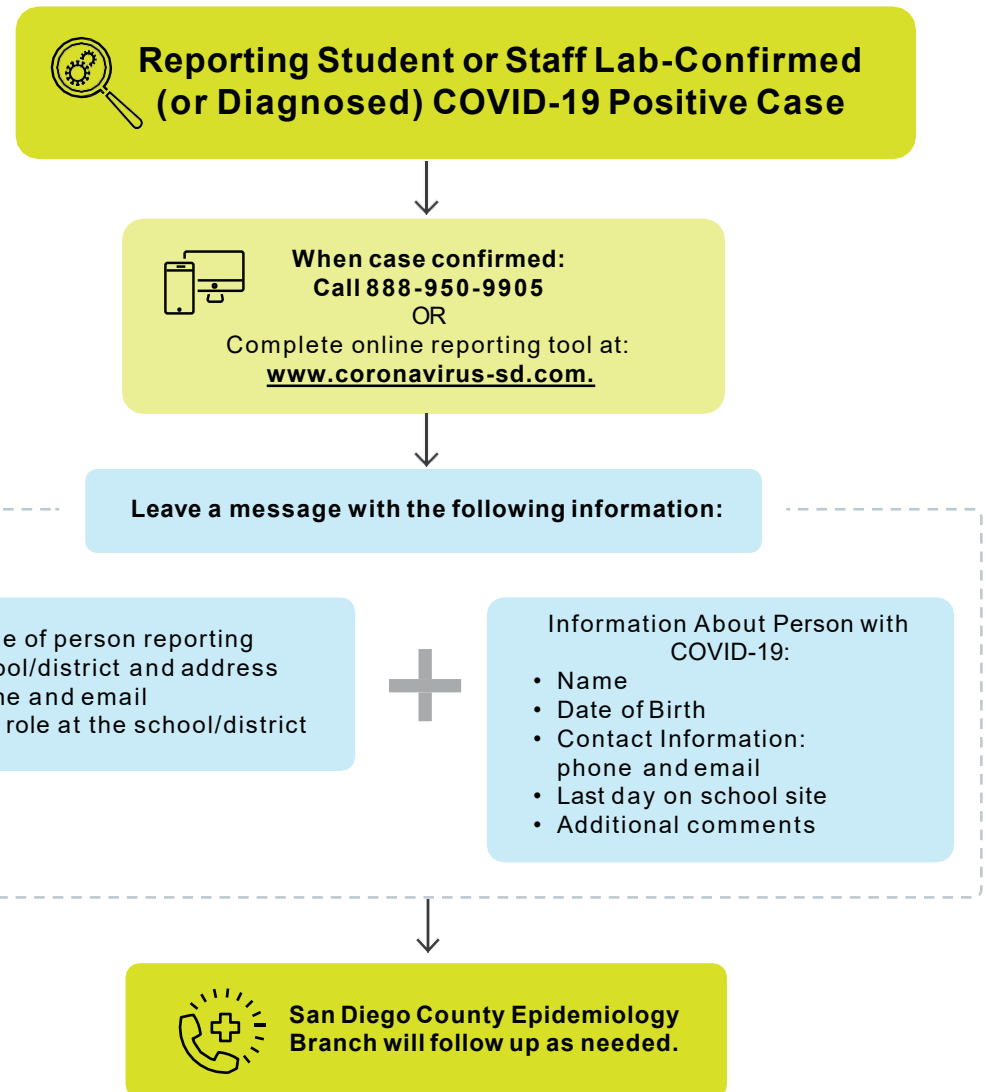 Reporting Student or Staff Lab-Confirmed
(or Diagnosed) COVID-19 Positive Case
When case confirmed:
Call 888-950-9905
OR
Complete online reporting tool at:
www.coronavirus-sd.com.
Leave a message with the following information:
of person reporting
and address
and email
role at the school/district
Information About Person with
COVID-19:
• Name
• Date of Birth
• Contact Information:
phone and email
• Last day on school site
• Additional comments
San Diego County Epidemiology
Branch will follow up as needed.